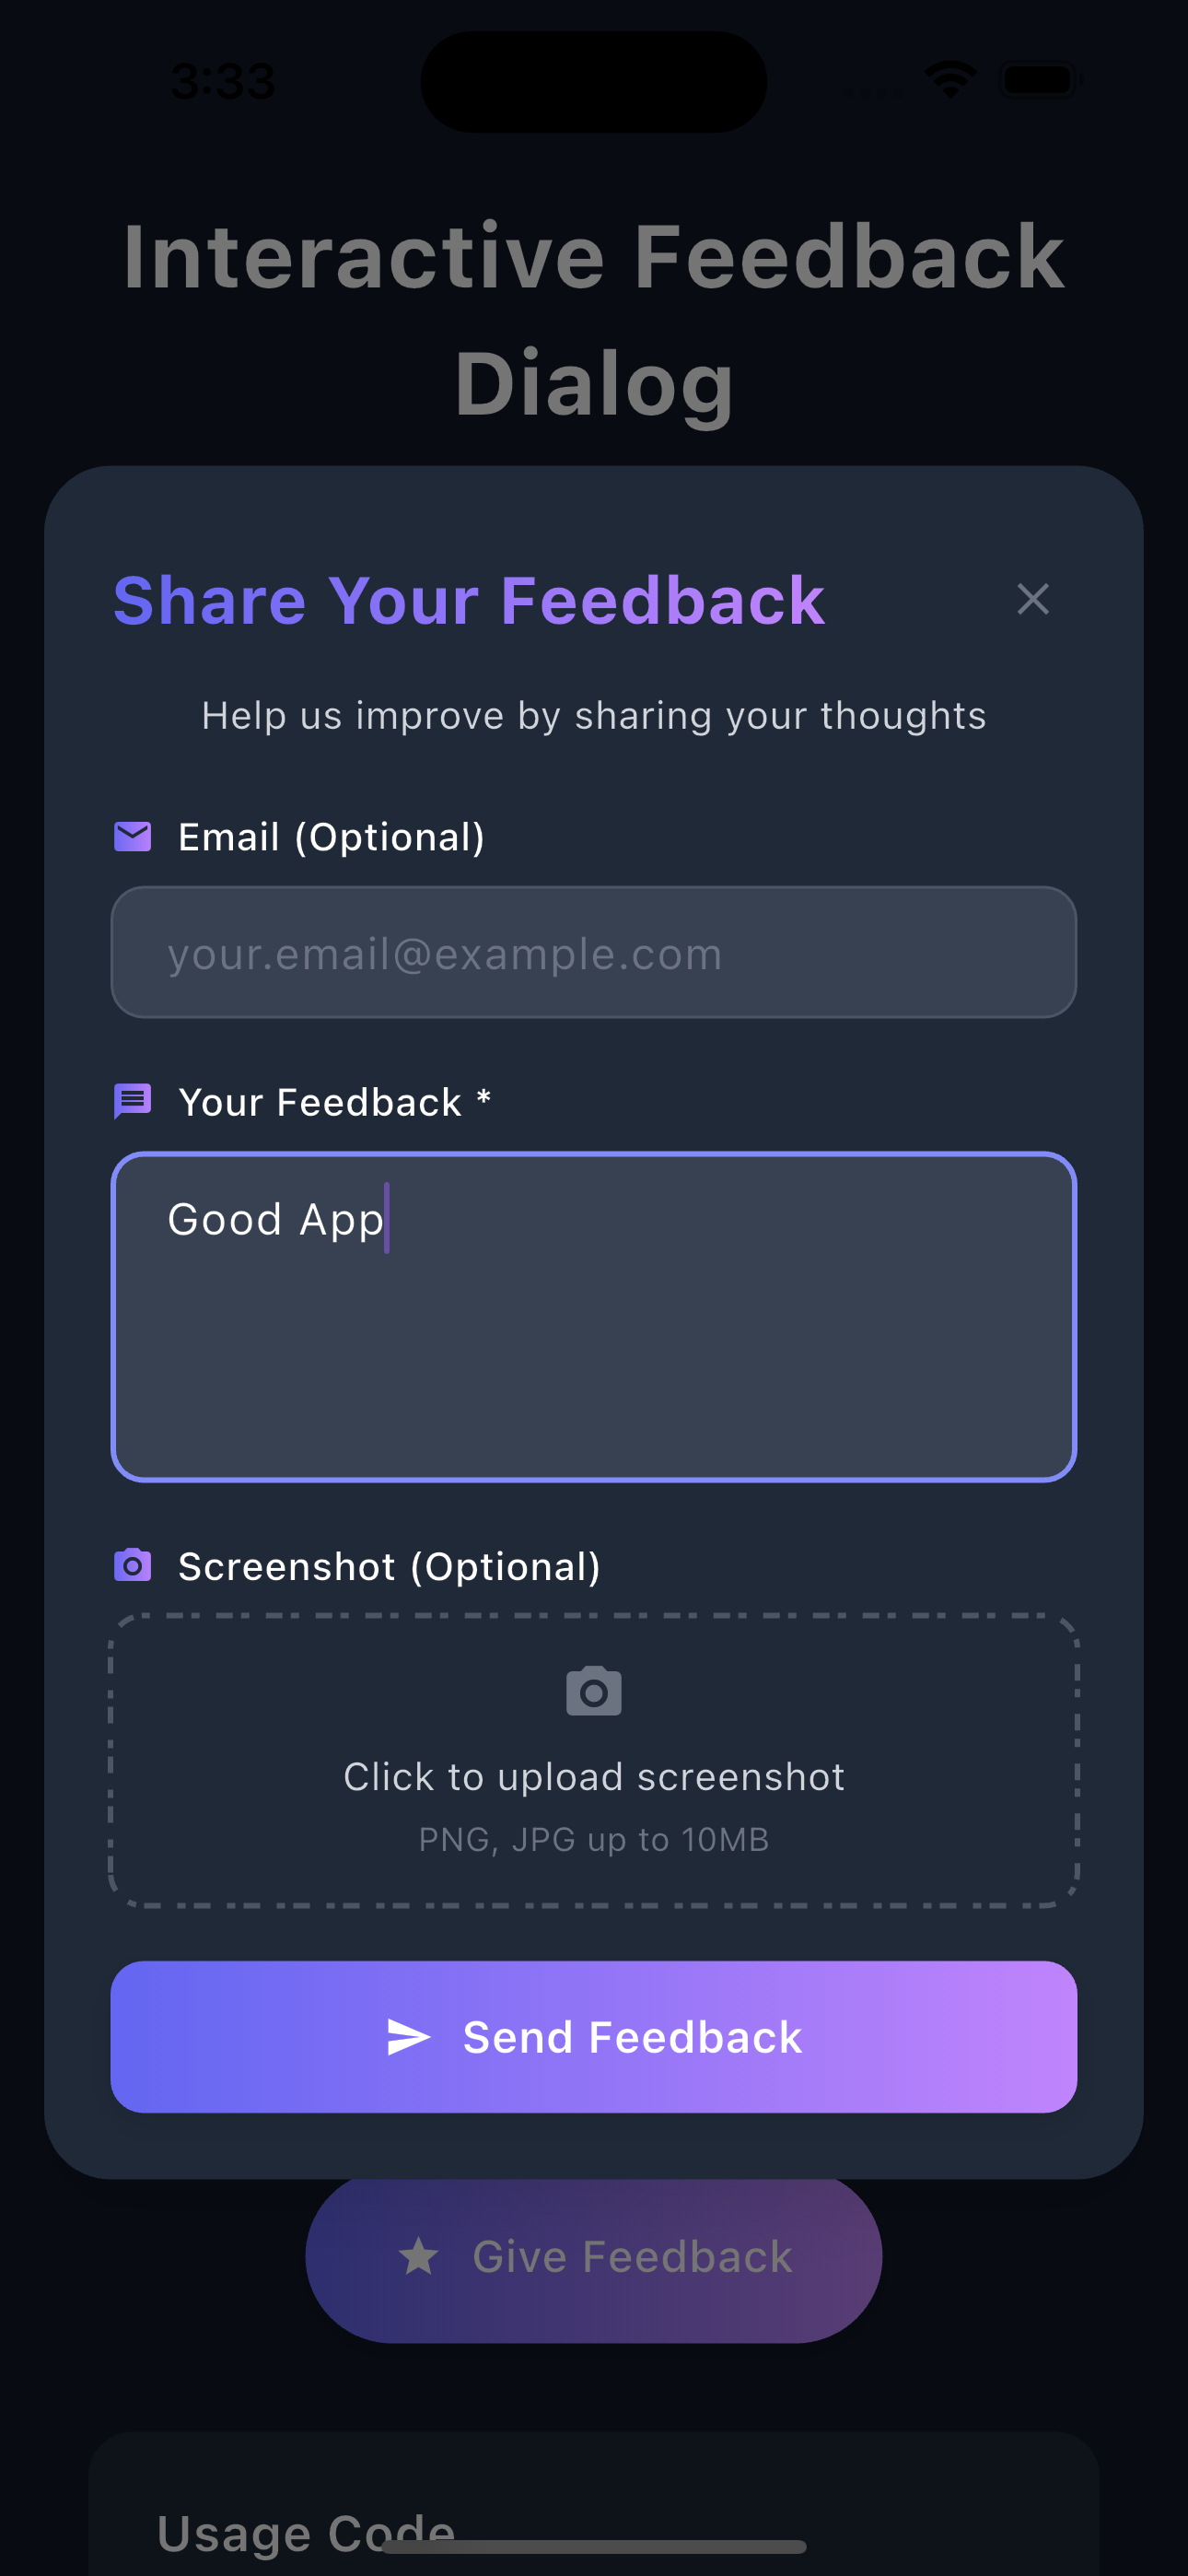 3:33
Interactive Feedback
Dialog
Share Your Feedback
Help us improve by sharing your thoughts
Email (Optional)
your.email@example.com
Your Feedback *
Good App
Screenshot (Optional)
Click to upload screenshot
PNG, JPG up to 10MB
Send Feedback
Give Feedback
Usage Code